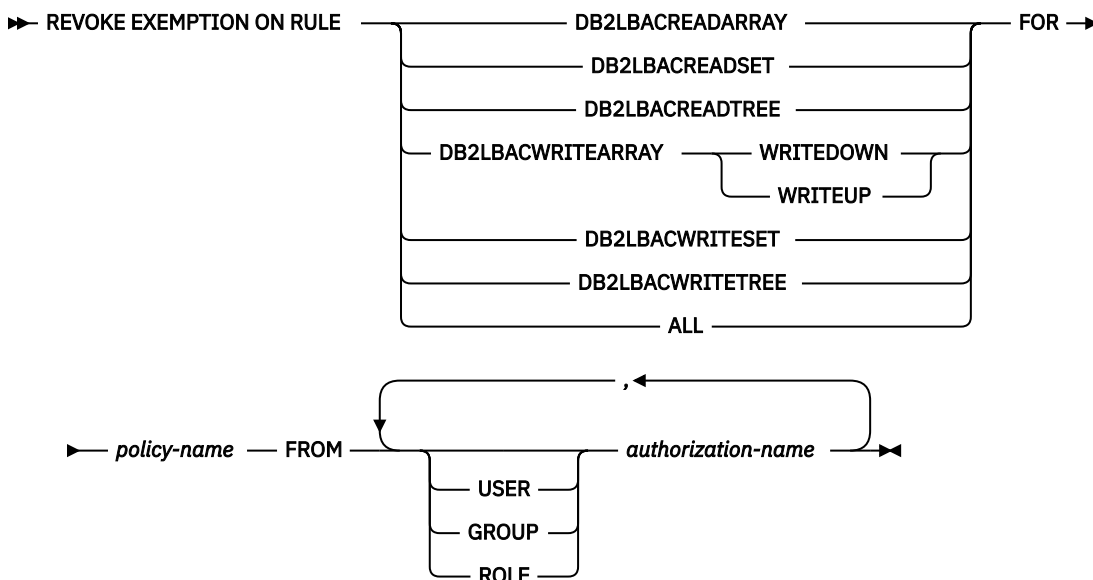 REVOKE EXEMPTION ON RULE DB2LBACREADARRAY FOR
DB2LBACREADSET
DB2LBACREADTREE
DB2LBACWRITEARRAY WRITEDOWN
WRITEUP
DB2LBACWRITESET
DB2LBACWRITETREE
ALL
,
policy-name FROM authorization-name
USER
GROUP
ROLE